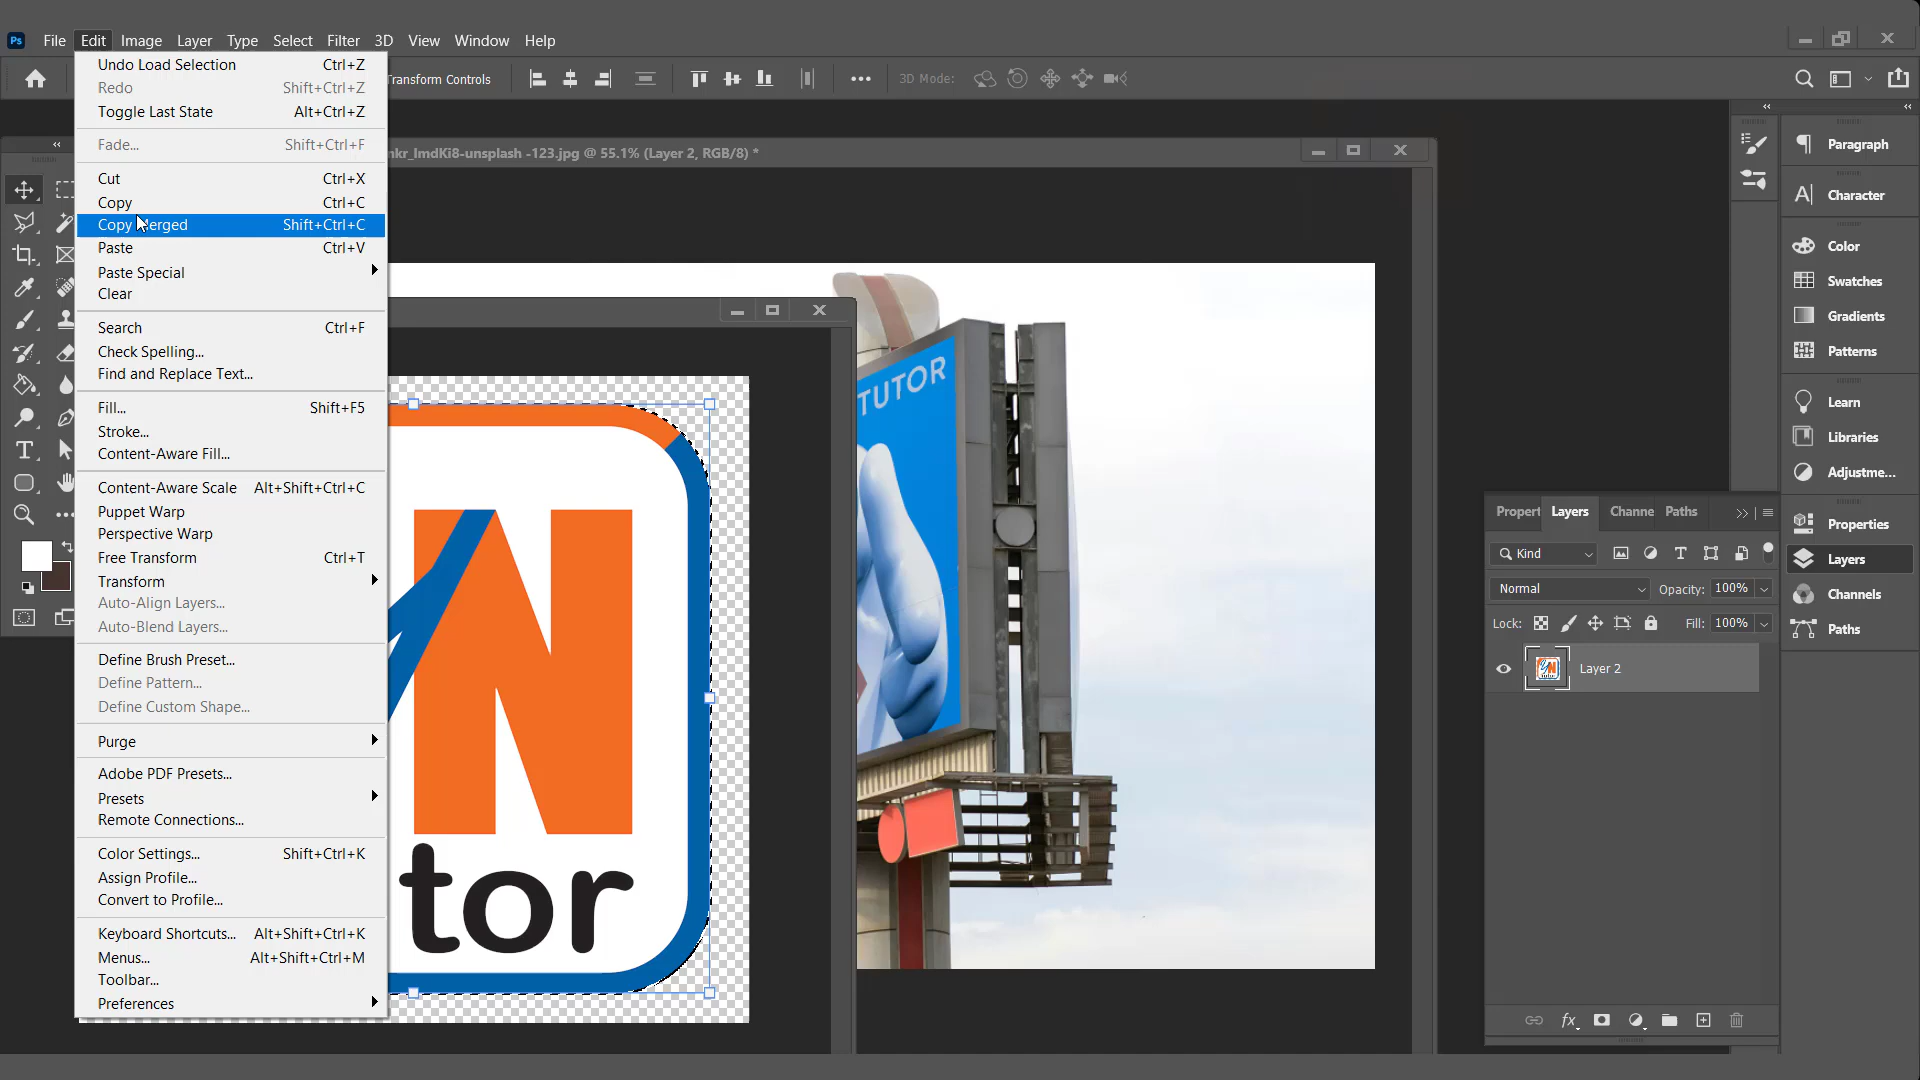 Ps File Edit Image Layer Type Select Filter 3D View Window Help
Transform Controls 3D Mode:
Undo Load Selection Ctrl+Z
Redo Shift+Ctrl+Z
Toggle Last State Alt+Ctrl+Z
Fade... Shift+Ctrl+F
Cut Ctrl+X
Copy Ctrl+C
Copy Merged Shift+Ctrl+C
Paste Ctrl+V
Paste Special
Clear
Search Ctrl+F
Check Spelling...
Find and Replace Text...
Fill... Shift+F5
Stroke...
Content-Aware Fill...
Content-Aware Scale Alt+Shift+Ctrl+C
Puppet Warp
Perspective Warp
Free Transform Ctrl+T
Transform
Auto-Align Layers...
Auto-Blend Layers...
Define Brush Preset...
Define Pattern...
Define Custom Shape...
Purge
Adobe PDF Presets...
Presets
Remote Connections...
Color Settings... Shift+Ctrl+K
Assign Profile...
Convert to Profile...
Keyboard Shortcuts... Alt+Shift+Ctrl+K
Menus... Alt+Shift+Ctrl+M
Toolbar...
Preferences
-unsplash -123.jpg @ 55.1% (Layer 2, RGB/8) *
TUTOR
N
tor
Propert Layers Channe Paths
Kind
Normal Opacity: 100%
Lock: Fill: 100%
Layer 2
fx
Paragraph
Character
Color
Swatches
Gradients
Patterns
Learn
Libraries
Adjustme...
Properties
Layers
Channels
Paths